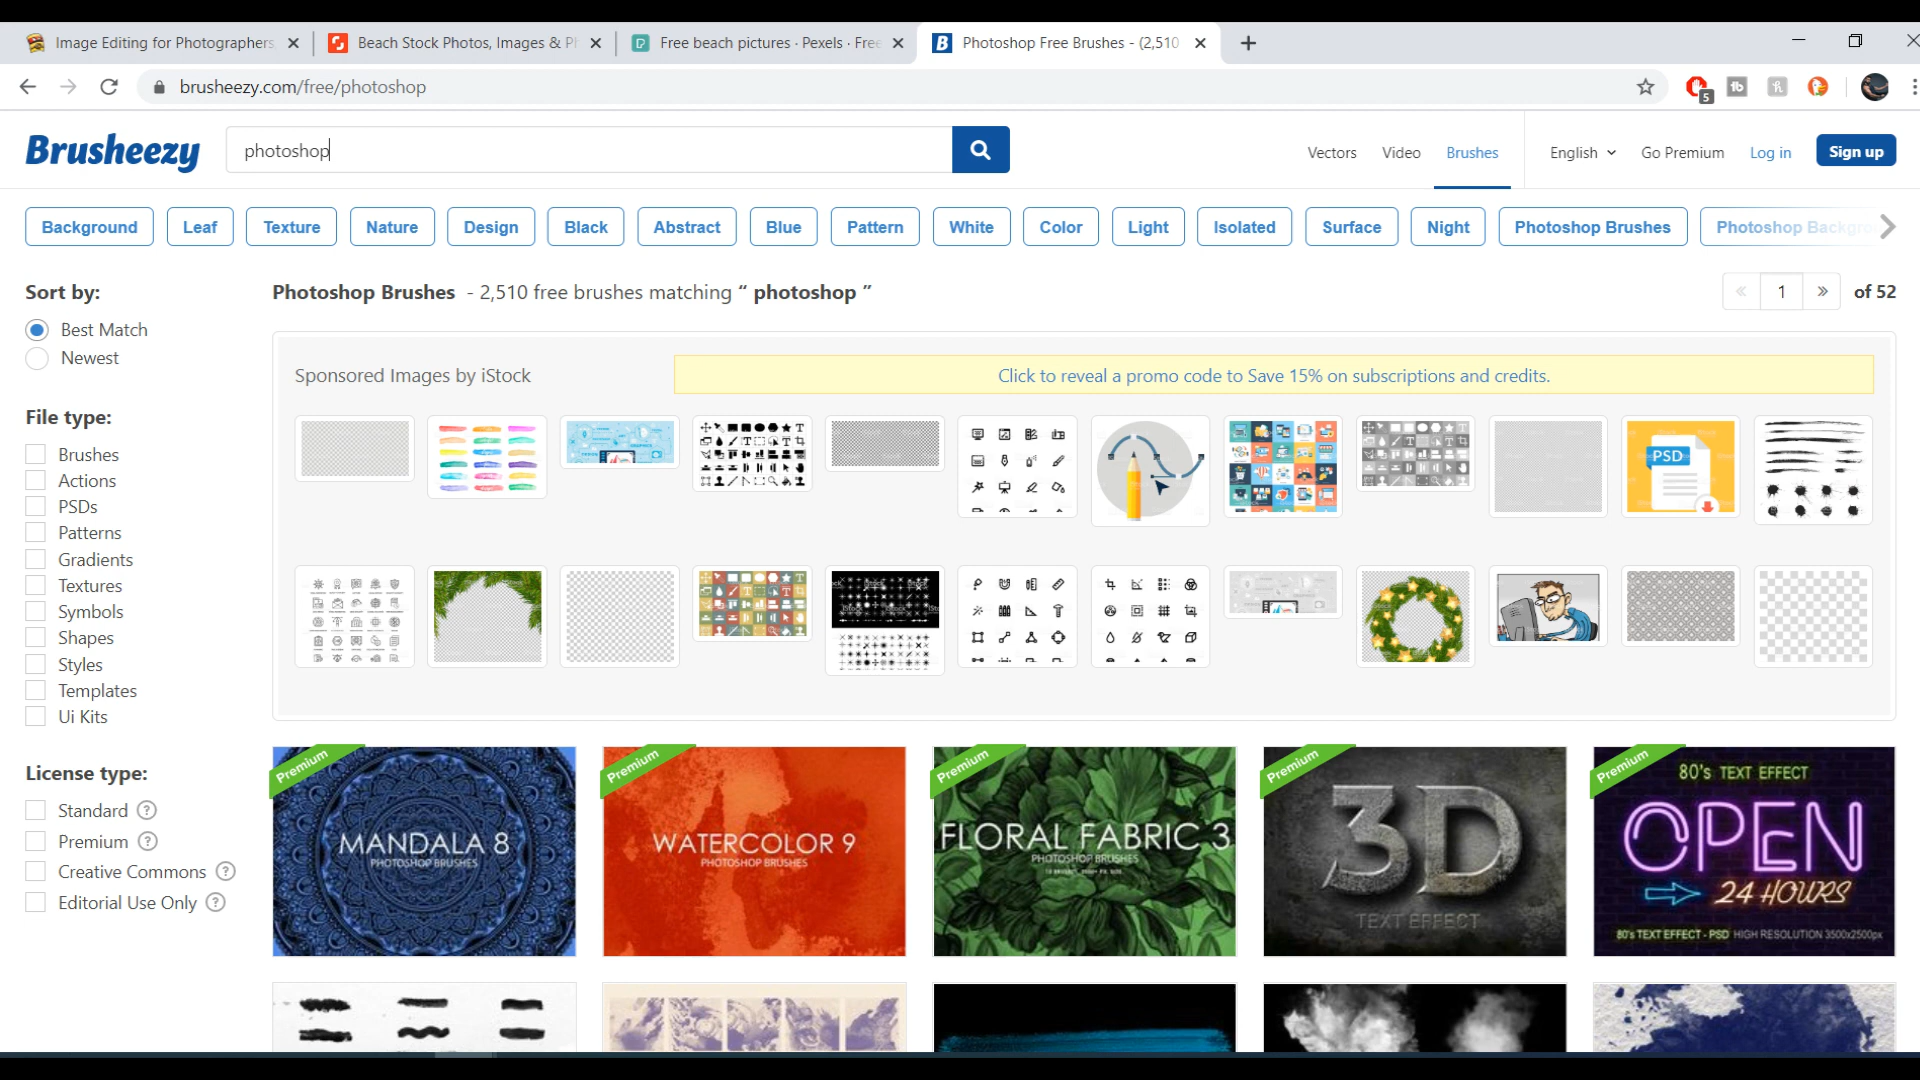 Image Editing for Photographers
Beach Stock Photos, Images & Ph
Free beach pictures · Pexels · Free
Photoshop Free Brushes - (2,510
brusheezy.com/free/photoshop
5
Brusheezy
photoshop
Vectors
Video
Brushes
English
Go Premium
Log in
Sign up
Background
Leaf
Texture
Nature
Design
Black
Abstract
Blue
Pattern
White
Color
Light
Isolated
Surface
Night
Photoshop Brushes
Photoshop Backgro
Sort by:
Best Match
Newest
Photoshop Brushes - 2,510 free brushes matching “ photoshop ”
1
of 52
File type:
Brushes
Actions
PSDs
Patterns
Gradients
Textures
Symbols
Shapes
Styles
Templates
Ui Kits
License type:
Standard
Premium
Creative Commons
Editorial Use Only
Sponsored Images by iStock
Click to reveal a promo code to Save 15% on subscriptions and credits.
PSD
Premium
MANDALA 8
PHOTOSHOP BRUSHES
Premium
WATERCOLOR 9
PHOTOSHOP BRUSHES
Premium
FLORAL FABRIC 3
PHOTOSHOP BRUSHES
Premium
3D
TEXT EFFECT
Premium
80's TEXT EFFECT
OPEN
24 HOURS
80's TEXT EFFECT - PSD HIGH RESOLUTION 3500x2500px